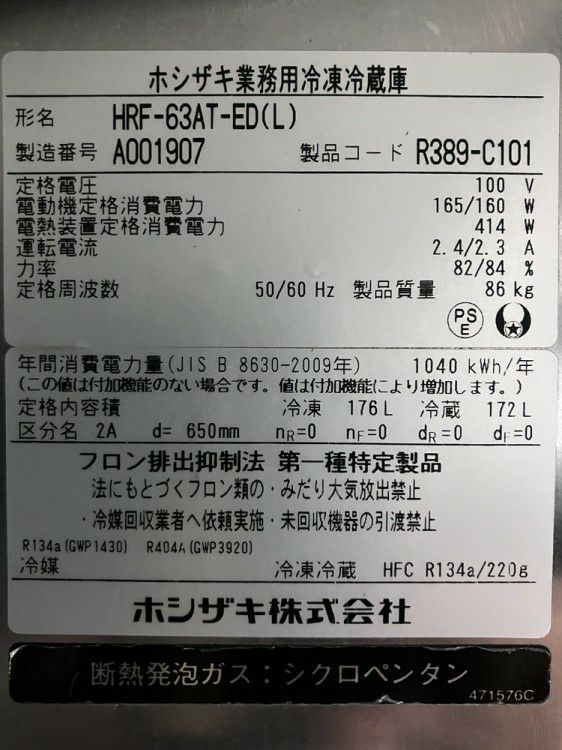 ホシザキ業務用冷凍冷蔵庫
形名 HRF-63AT-ED(L)
製造番号 A001907 製品コード R389-C101
定格電圧 100 V
電動機定格消費電力 165/160 W
電熱装置定格消費電力 414 W
運転電流 2.4/2.3 A
力率 82/84 %
定格周波数 50/60 Hz 製品質量 86 kg
PSE
年間消費電力量(JIS B 8630-2009年) 1040 kWh/年
(この値は付加機能のない場合です。値は付加機能により増加します。)
定格内容積 冷凍 176L 冷蔵 172L
区分名 2A d= 650mm nR=0 nF=0 dR=0 dF=0
フロン排出抑制法 第一種特定製品
法にもとづくフロン類の・みだり大気放出禁止
・冷媒回収業者へ依頼実施・未回収機器の引渡禁止
R134a(GWP1430) R404A(GWP3920)
冷媒 冷凍冷蔵 HFC R134a/220g
ホシザキ株式会社
断熱発泡ガス:シクロペンタン
471576C